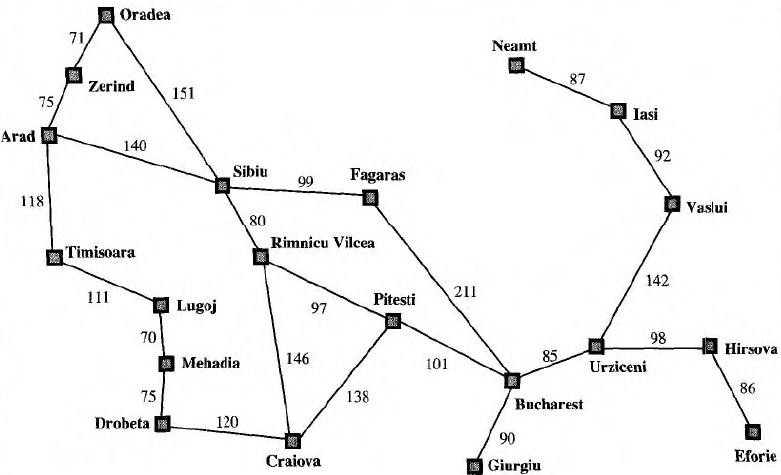 Oradea
71
Neamt
Zerind
87
151
75
Iasi
Arad
140
92
Sibiu
Fagaras
99
118
Vaslui
80
Timisoara
Rimnicu Vilcea
142
111
Lugoj
Pitesti
211
97
70
98
Hirsova
Mehadia
146
101
85
Urziceni
75
138
86
Bucharest
Drobeta
120
90
Craiova
Giurgiu
Eforie